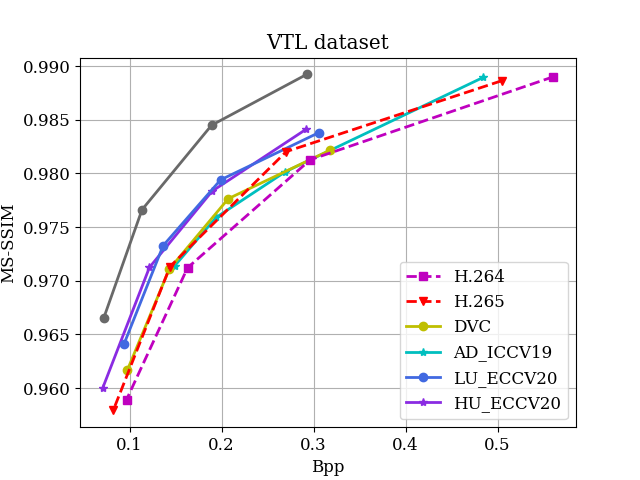 VTL dataset
MS-SSIM
0.990
0.985
0.980
0.975
0.970
0.965
0.960
0.1
0.2
0.3
0.4
0.5
Bpp
H.264
H.265
DVC
AD_ICCV19
LU_ECCV20
HU_ECCV20